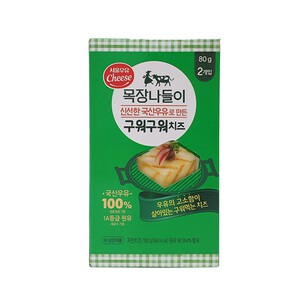 서울우유
Cheese
80g
2개입
목장나들이
신선한 국산우유로 만든
구워구워치즈
국산우유
100%
1A등급 원유
우유의 고소함이
살아있는 구워먹는 치즈